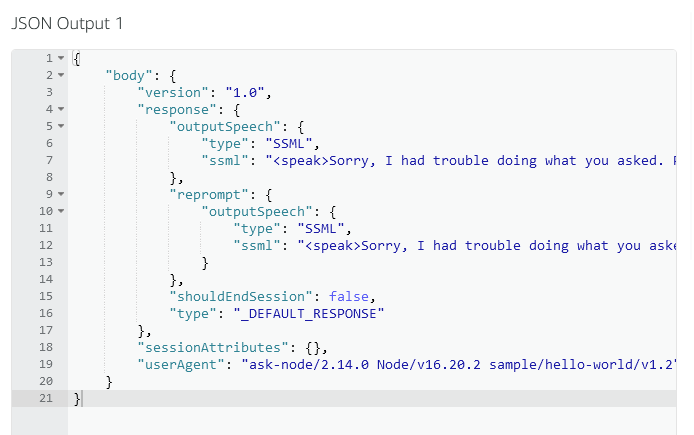 JSON Output 1
1 {
2 "body": {
3 "version": "1.0",
4 "response": {
5 "outputSpeech": {
6 "type": "SSML",
7 "ssml": "<speak>Sorry, I had trouble doing what you asked.
8 },
9 "reprompt": {
10 "outputSpeech": {
11 "type": "SSML",
12 "ssml": "<speak>Sorry, I had trouble doing what you aske
13 }
14 },
15 "shouldEndSession": false,
16 "type": "_DEFAULT_RESPONSE"
17 },
18 "sessionAttributes": {},
19 "userAgent": "ask-node/2.14.0 Node/v16.20.2 sample/hello-world/v1.2"
20 }
21 }